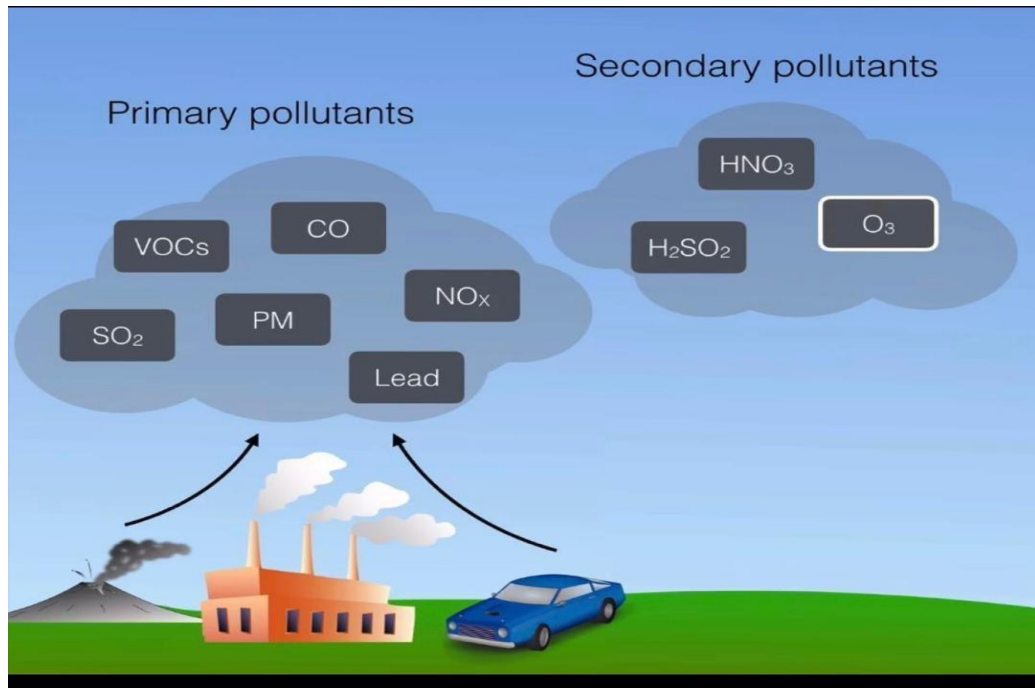 Primary pollutants
VOCs
CO
NOₓ
SO₂
PM
Lead
Secondary pollutants
HNO₃
H₂SO₂
O₃